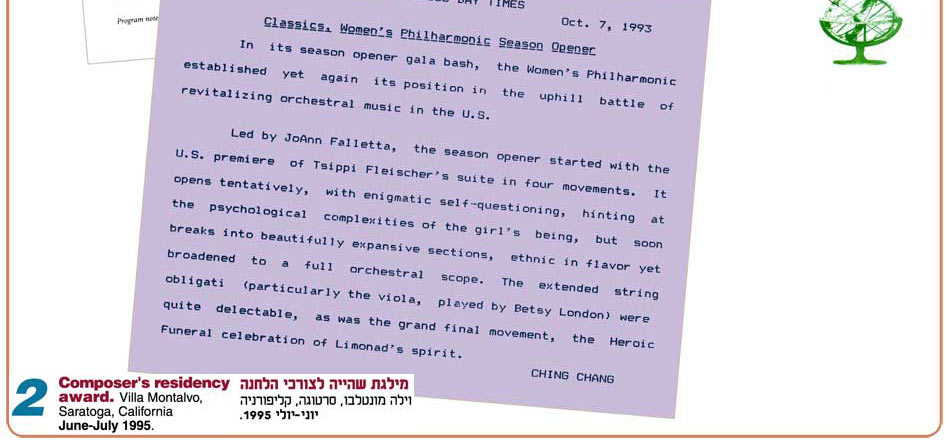 Program note
BAY TIMES
Oct. 7, 1993
Classics, Women's Philharmonic Season Opener
In its season opener gala bash, the Women's Philharmonic
established yet again its position in the uphill battle of
revitalizing orchestral music in the U.S.
Led by JoAnn Falletta, the season opener started with the
U.S. premiere of Tsippi Fleischer's suite in four movements. It
opens tentatively, with enigmatic self-questioning, hinting at
the psychological complexities of the girl's being, but soon
breaks into beautifully expansive sections, ethnic in flavor yet
broadened to a full orchestral scope. The extended string
obligati (particularly the viola, played by Betsy London) were
quite delectable, as was the grand final movement, the Heroic
Funeral celebration of Limonad's spirit.
CHING CHANG
2
Composer's residency
award. Villa Montalvo,
Saratoga, California
June-July 1995.
מילגת שהייה לצורכי הלחנה
וילה מונטלבו, סרטוגה, קליפורניה
יוני-יולי 1995.